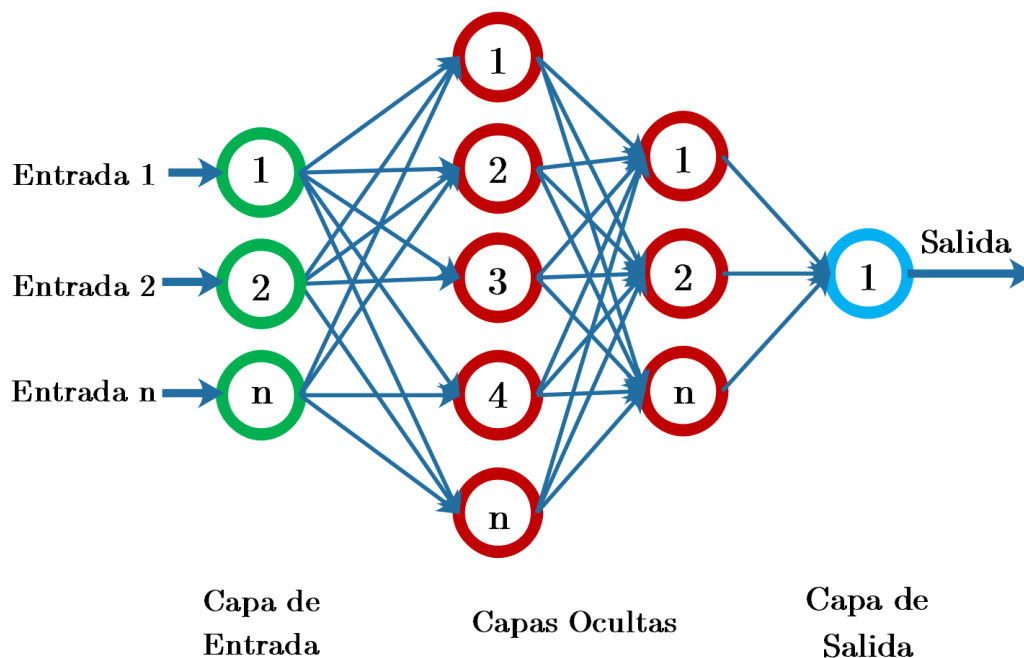 1
2
3
4
n
1
2
n
1
2
n
1
Entrada 1
Entrada 2
Entrada n
Salida
Capa de
Entrada
Capas Ocultas
Capa de
Salida